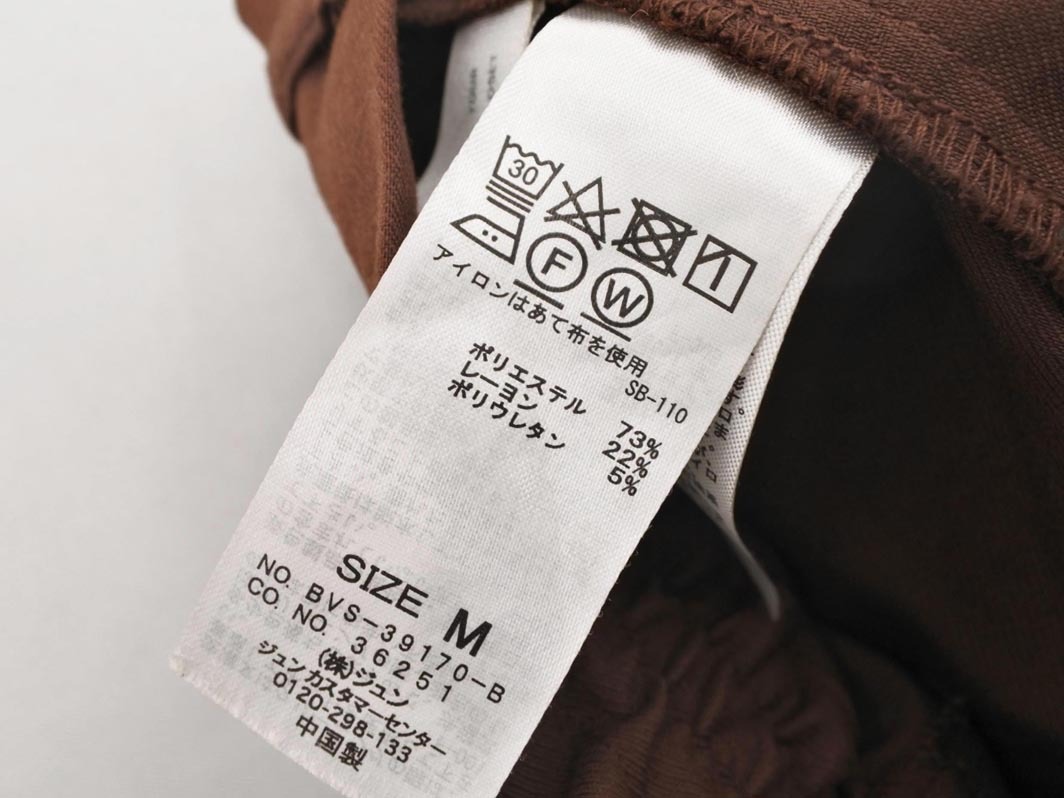 YOUR
30
F W
アイロンはあて布を使用
SB-110
ポリエステル 73%
レーヨン 22%
ポリウレタン 5%
SIZE M
NO. BVS-39170-B
CO. NO. 36251
(株)ジュン
ジュンカスタマーセンター
0120-298-133
中国製